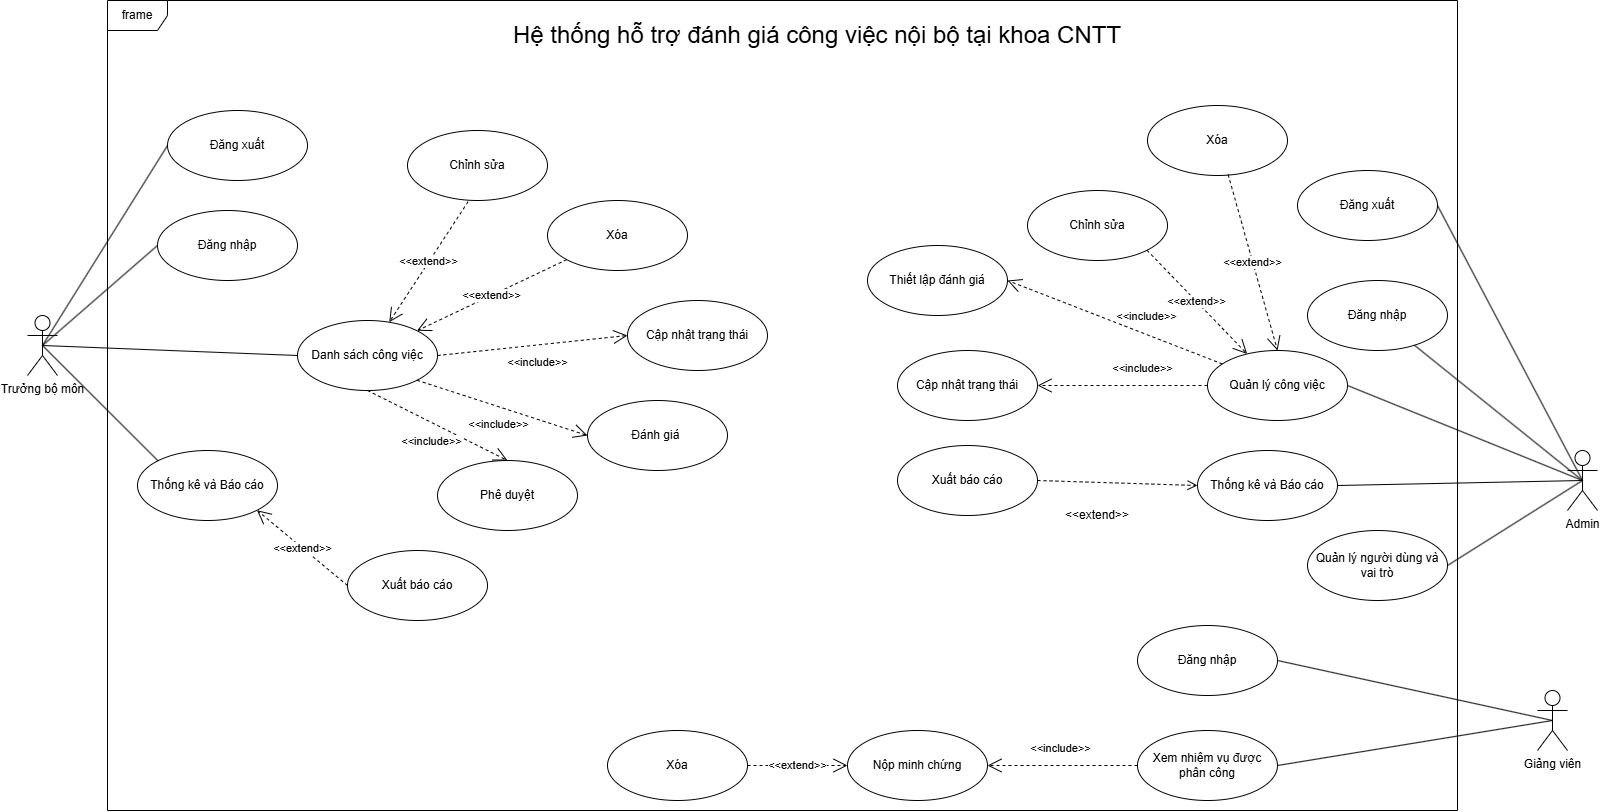 frame
Hệ thống hỗ trợ đánh giá công việc nội bộ tại khoa CNTT
Đăng xuất
Đăng nhập
Chỉnh sửa
Xóa
<<extend>>
<<extend>>
Trưởng bộ môn
Danh sách công việc
Cập nhật trạng thái
<<include>>
<<include>>
<<include>>
Đánh giá
Phê duyệt
Thống kê và Báo cáo
<<extend>>
Xuất báo cáo
Xóa
Đăng xuất
Chỉnh sửa
<<extend>>
Thiết lập đánh giá
<<extend>>
<<include>>
Đăng nhập
<<include>>
Cập nhật trạng thái
Quản lý công việc
Xuất báo cáo
Thống kê và Báo cáo
<<extend>>
Admin
Quản lý người dùng và
vai trò
Đăng nhập
Xóa
<<extend>>
Nộp minh chứng
<<include>>
Xem nhiệm vụ được
phân công
Giảng viên